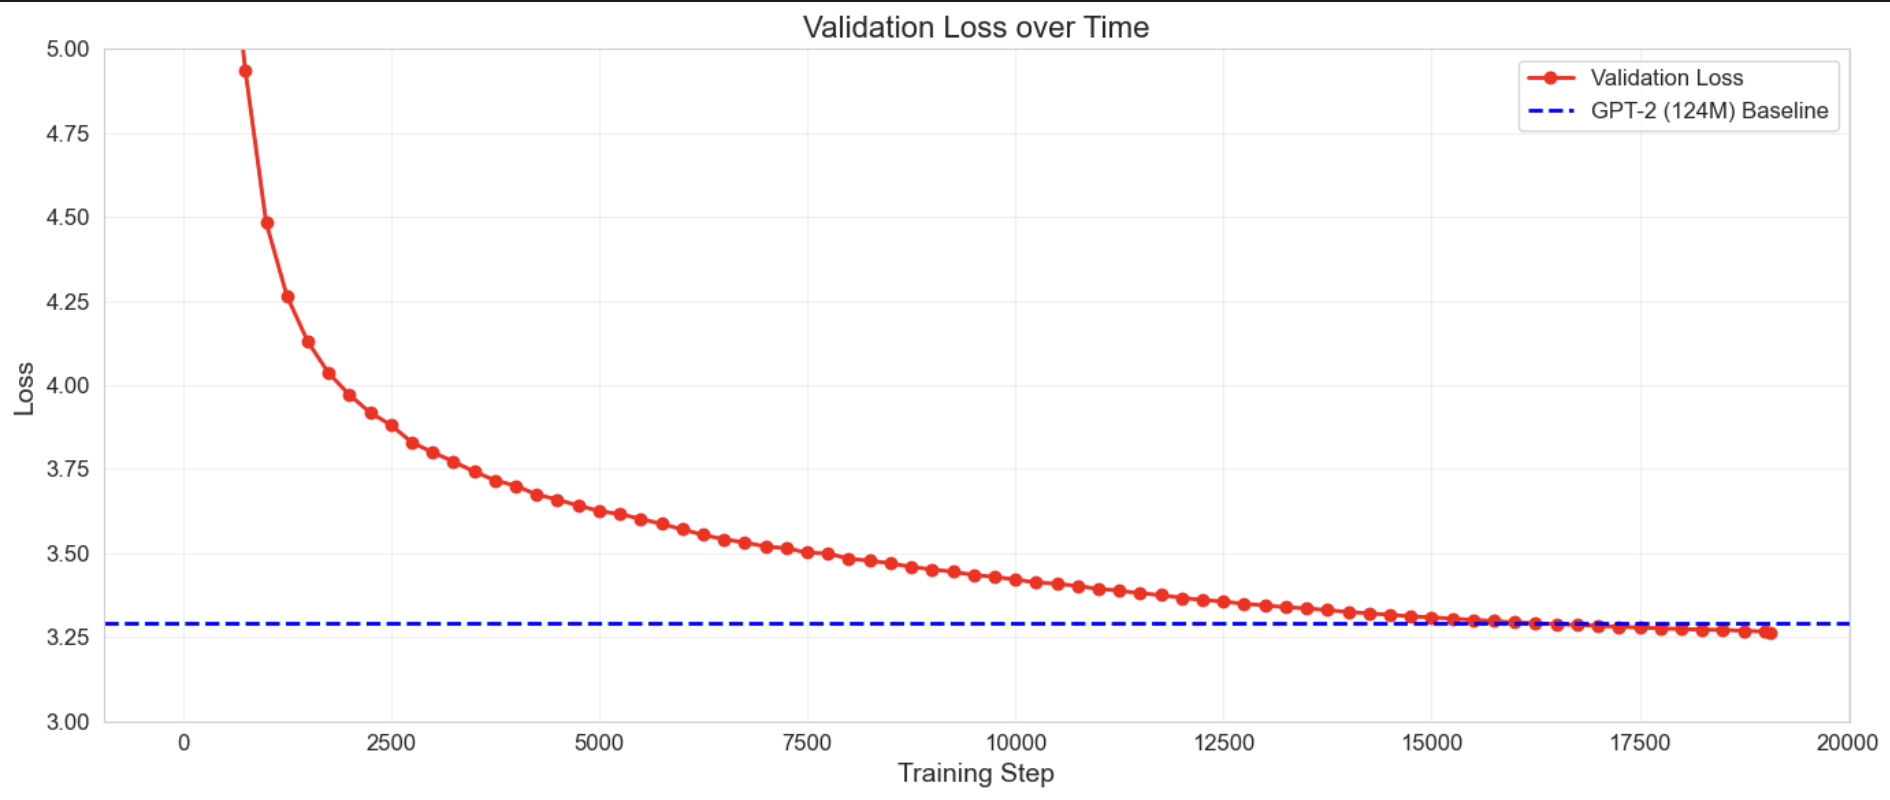 Validation Loss over Time
5.00
4.75
4.50
4.25
4.00
3.75
3.50
3.25
3.00
Loss
Validation Loss
GPT-2 (124M) Baseline
0 2500 5000 7500 10000 12500 15000 17500 20000
Training Step